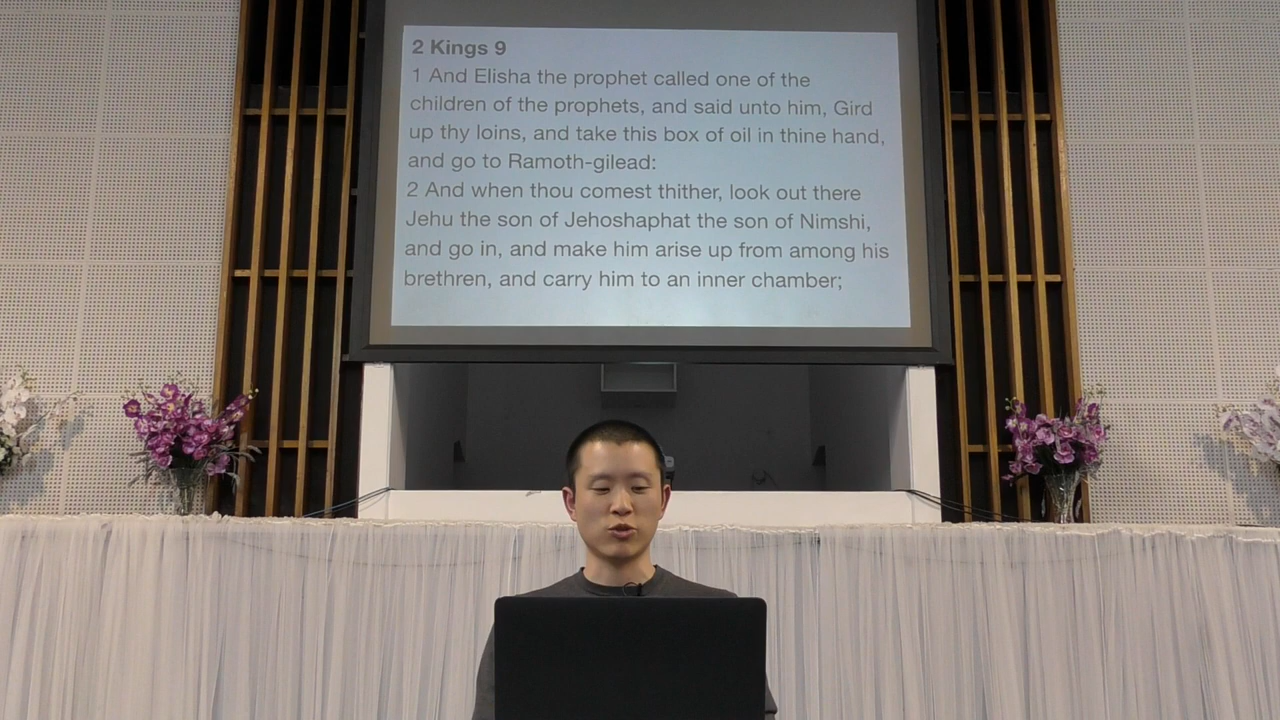 2 Kings 9
1 And Elisha the prophet called one of the
children of the prophets, and said unto him, Gird
up thy loins, and take this box of oil in thine hand,
and go to Ramoth-gilead:
2 And when thou comest thither, look out there
Jehu the son of Jehoshaphat the son of Nimshi,
and go in, and make him arise up from among his
brethren, and carry him to an inner chamber;